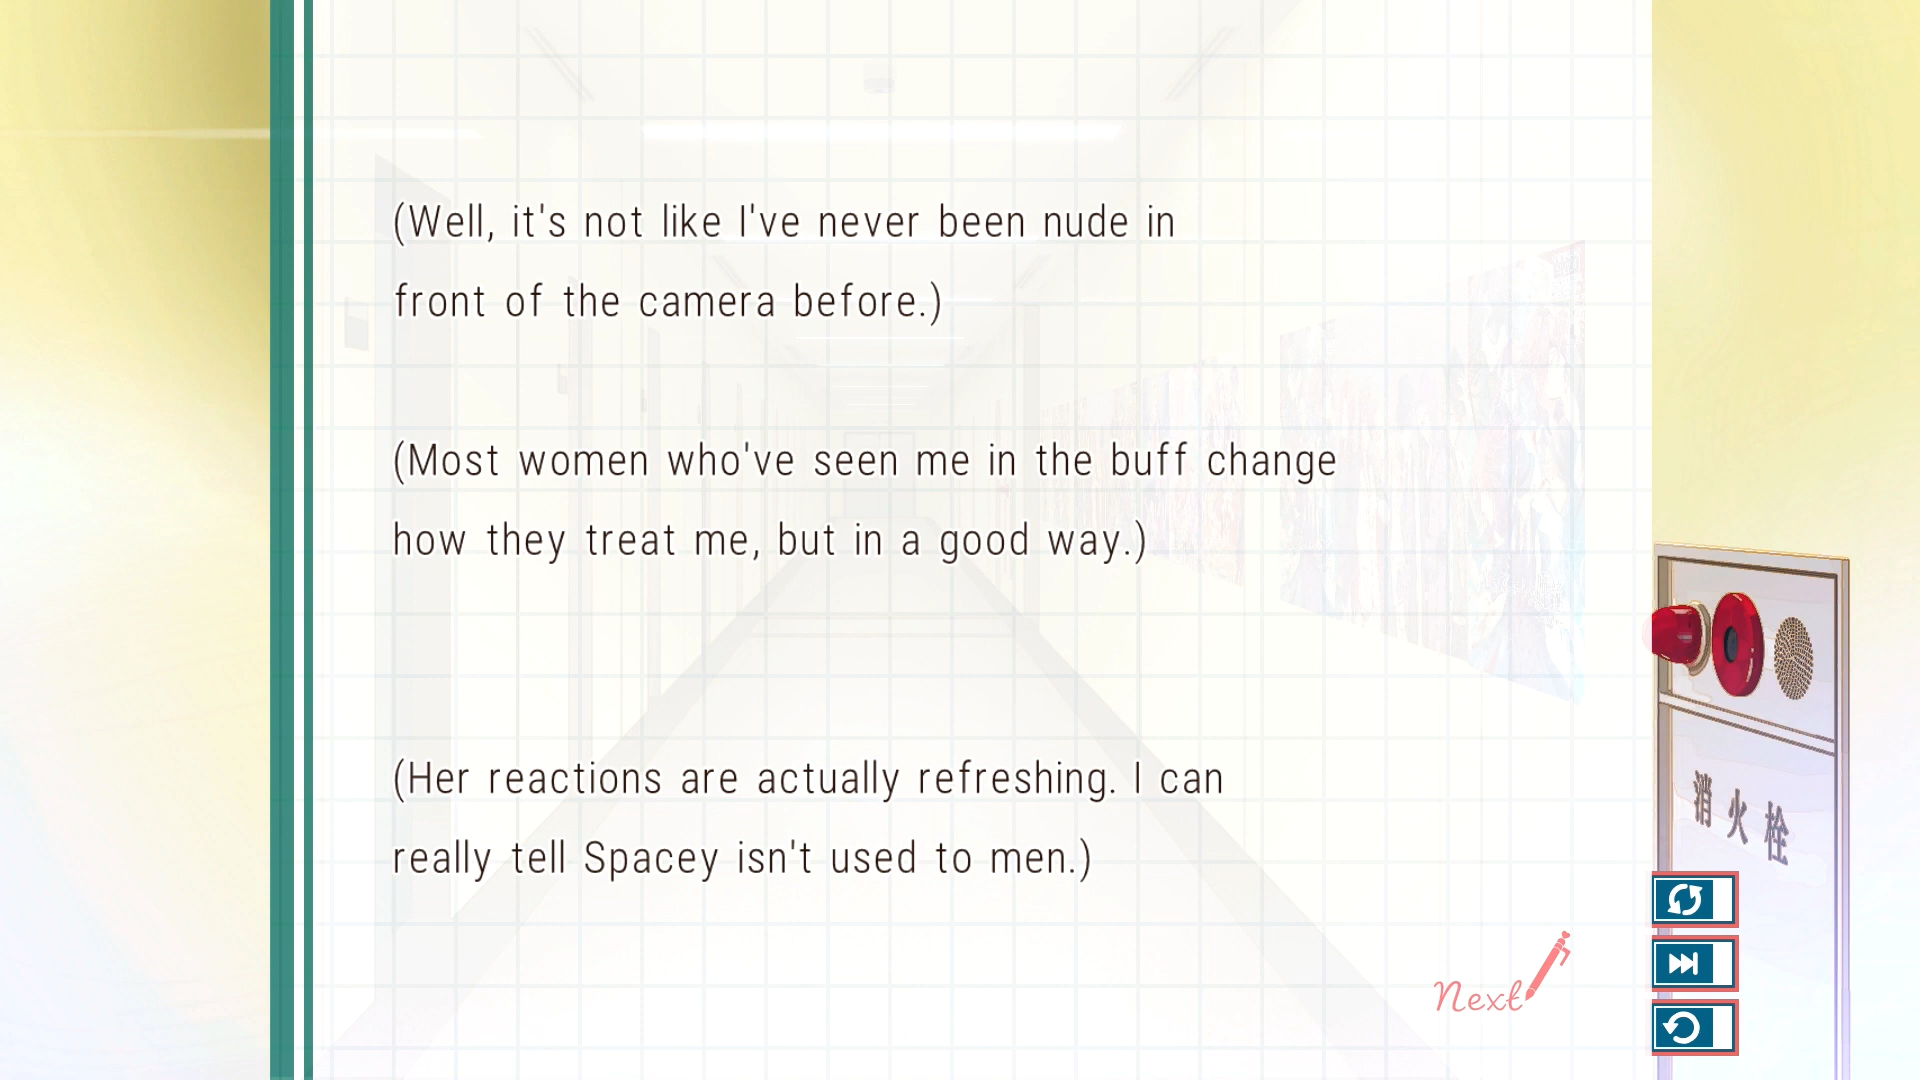 (Well, it's not like I've never been nude in
front of the camera before.)
(Most women who've seen me in the buff change
how they treat me, but in a good way.)
(Her reactions are actually refreshing. I can
really tell Spacey isn't used to men.)
Next
消火栓